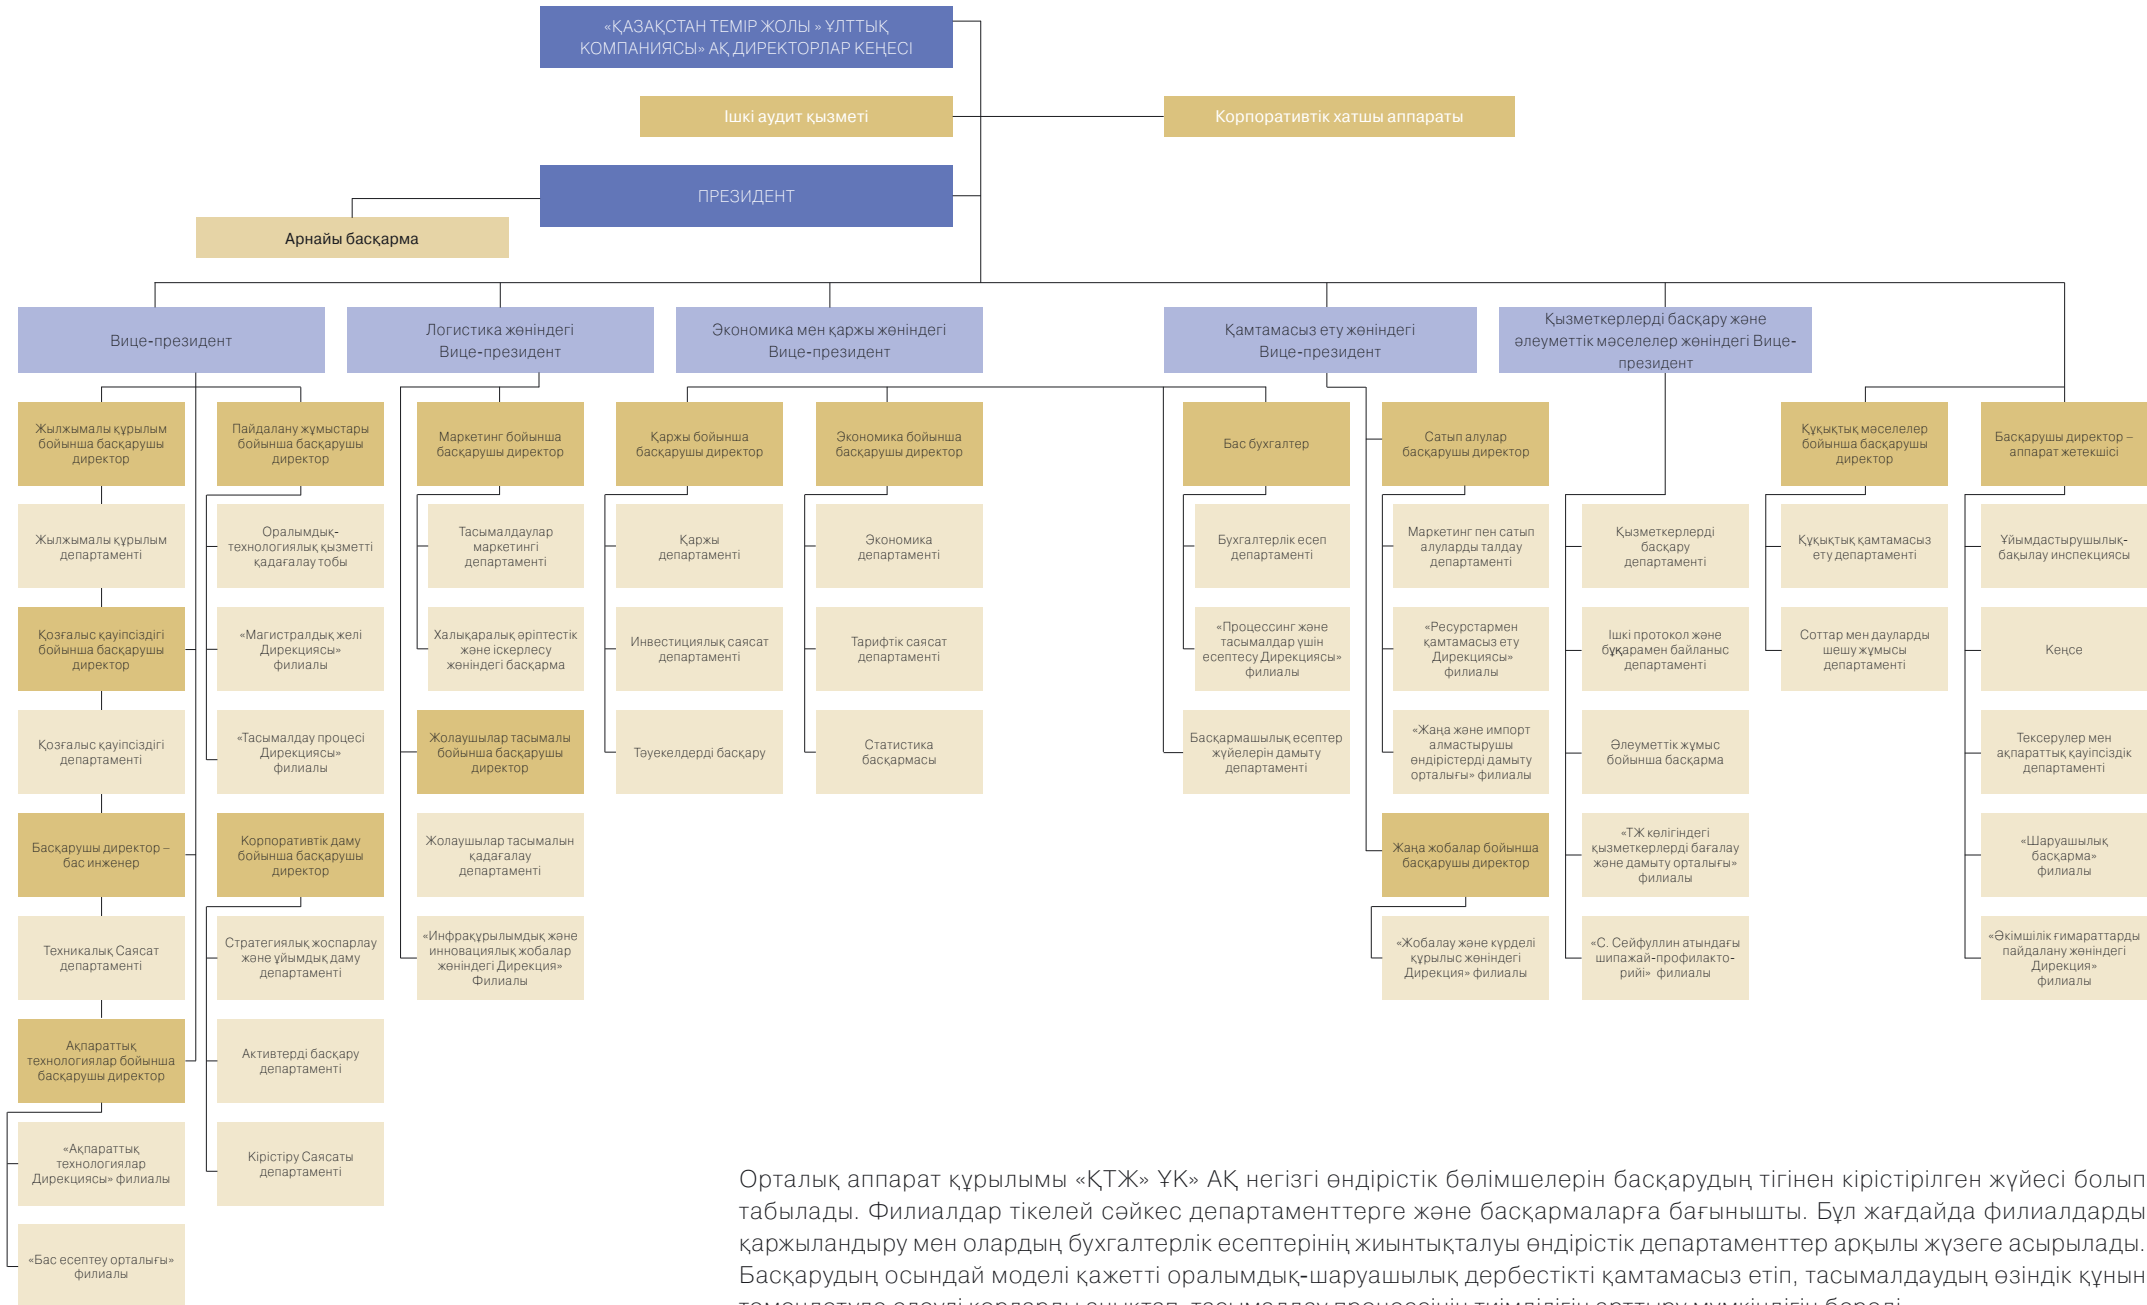 «ҚАЗАҚСТАН ТЕМІР ЖОЛЫ » ҰЛТТЫҚ
КОМПАНИЯСЫ» АҚ ДИРЕКТОРЛАР КЕҢЕСІ
Ішкі аудит қызметі
Корпоративтік хатшы аппараты
ПРЕЗИДЕНТ
Арнайы басқарма
Вице-президент
Логистика жөніндегі
Вице-президент
Экономика мен қаржы жөніндегі
Вице-президент
Қамтамасыз ету жөніндегі
Вице-президент
Қызметкерлерді басқару және
әлеуметтік мәселелер жөніндегі Вице-
президент
Жылжымалы құрылым
бойынша басқарушы
директор
Пайдалану жұмыстары
бойынша басқарушы
директор
Маркетинг бойынша
басқарушы директор
Қаржы бойынша
басқарушы директор
Экономика бойынша
басқарушы директор
Бас бухгалтер
Сатып алулар
басқарушы директор
Құқықтық мәселелер
бойынша басқарушы
директор
Басқарушы директор –
аппарат жетекшісі
Жылжымалы құрылым
департаменті
Оралымдық-
технологиялық қызметті
қадағалау тобы
Тасымалдаулар
маркетингі
департаменті
Қаржы
департаменті
Экономика
департаменті
Бухгалтерлік есеп
департаменті
Маркетинг пен сатып
алуларды талдау
департаменті
Қызметкерлерді
басқару
департаменті
Құқықтық қамтамасыз
ету департаменті
Ұйымдастырушылық-
бақылау инспекциясы
Қозғалыс қауіпсіздігі
бойынша басқарушы
директор
«Магистралдық желі
Дирекциясы»
филиалы
Халықаралық әріптестік
және іскерлесу
жөніндегі басқарма
Инвестициялық саясат
департаменті
Тарифтік саясат
департаменті
«Процессинг және
тасымалдар үшін
есептесу Дирекциясы»
филиалы
«Ресурстармен
қамтамасыз ету
Дирекциясы»
филиалы
Ішкі протокол және
бұқарамен байланыс
департаменті
Соттар мен дауларды
шешу жұмысы
департаменті
Кеңсе
Қозғалыс қауіпсіздігі
департаменті
«Тасымалдау процесі
Дирекциясы»
филиалы
Жолаушылар тасымалы
бойынша басқарушы
директор
Тәуекелдерді басқару
Статистика
басқармасы
Басқармашылық есептер
жүйелерін дамыту
департаменті
«Жаңа және импорт
алмастырушы
өндірістерді дамыту
орталығы» филиалы
Әлеуметтік жұмыс
бойынша басқарма
Тексерулер мен
ақпараттық қауіпсіздік
департаменті
Басқарушы директор –
бас инженер
Корпоративтік даму
бойынша басқарушы
директор
Жолаушылар тасымалын
қадағалау
департаменті
Жаңа жобалар бойынша
басқарушы директор
«ТЖ көлігіндегі
қызметкерлерді бағалау
және дамыту орталығы»
филиалы
«Шаруашылық
басқарма»
филиалы
Техникалық Саясат
департаменті
Стратегиялық жоспарлау
және ұйымдық даму
департаменті
«Инфрақұрылымдық және
инновациялық жобалар
жөніндегі Дирекция»
Филиалы
«Жобалау және күрделі
құрылыс жөніндегі
Дирекция» филиалы
«С. Сейфуллин атындағы
шипажай-профилакто-
рийі» филиалы
«Әкімшілік ғимараттарды
пайдалану жөніндегі
Дирекция»
филиалы
Ақпараттық
технологиялар бойынша
басқарушы директор
Активтерді басқару
департаменті
«Ақпараттық
технологиялар
Дирекциясы» филиалы
Кірістіру Саясаты
департаменті
«Бас есептеу орталығы»
филиалы
Орталық аппарат құрылымы «ҚТЖ» ҰК» АҚ негізгі өндірістік бөлімшелерін басқарудың тігінен кірістірілген жүйесі болып
табылады. Филиалдар тікелей сәйкес департаменттерге және басқармаларға бағынышты. Бұл жағдайда филиалдарды
қаржыландыру мен олардың бухгалтерлік есептерінің жиынтықталуы өндірістік департаменттер арқылы жүзеге асырылады.
Басқарудың осындай моделі қажетті оралымдық-шаруашылық дербестікті қамтамасыз етіп, тасымалдаудың өзіндік құнын